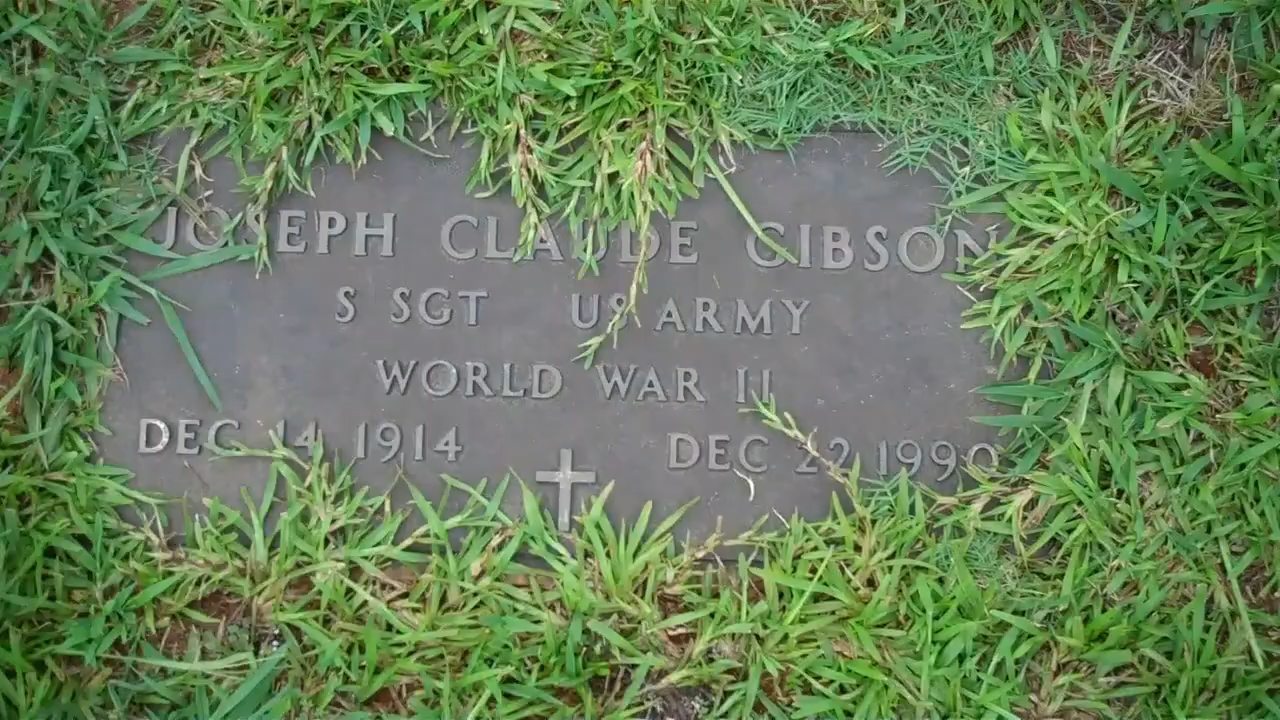 JOSEPH CLAUDE GIBSON
S SGT US ARMY
WORLD WAR II
DEC 14 1914 DEC 22 1990